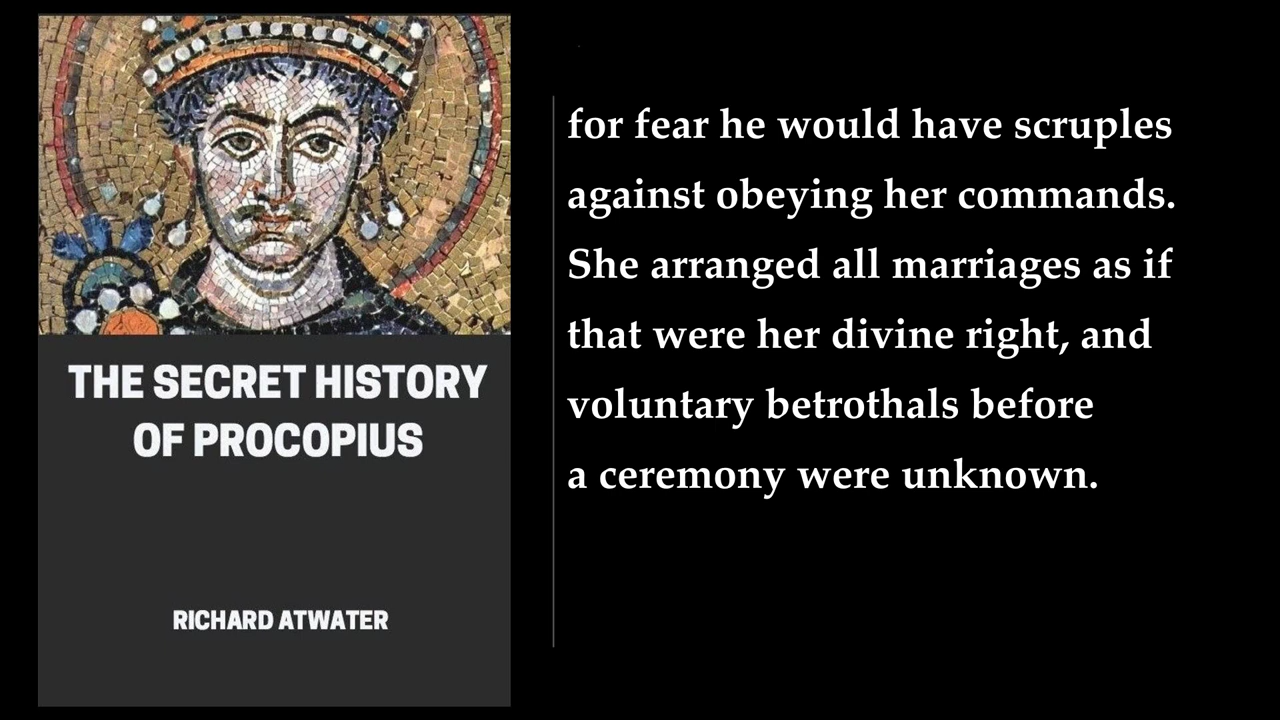 THE SECRET HISTORY
OF PROCOPIUS
RICHARD ATWATER
for fear he would have scruples
against obeying her commands.
She arranged all marriages as if
that were her divine right, and
voluntary betrothals before
a ceremony were unknown.